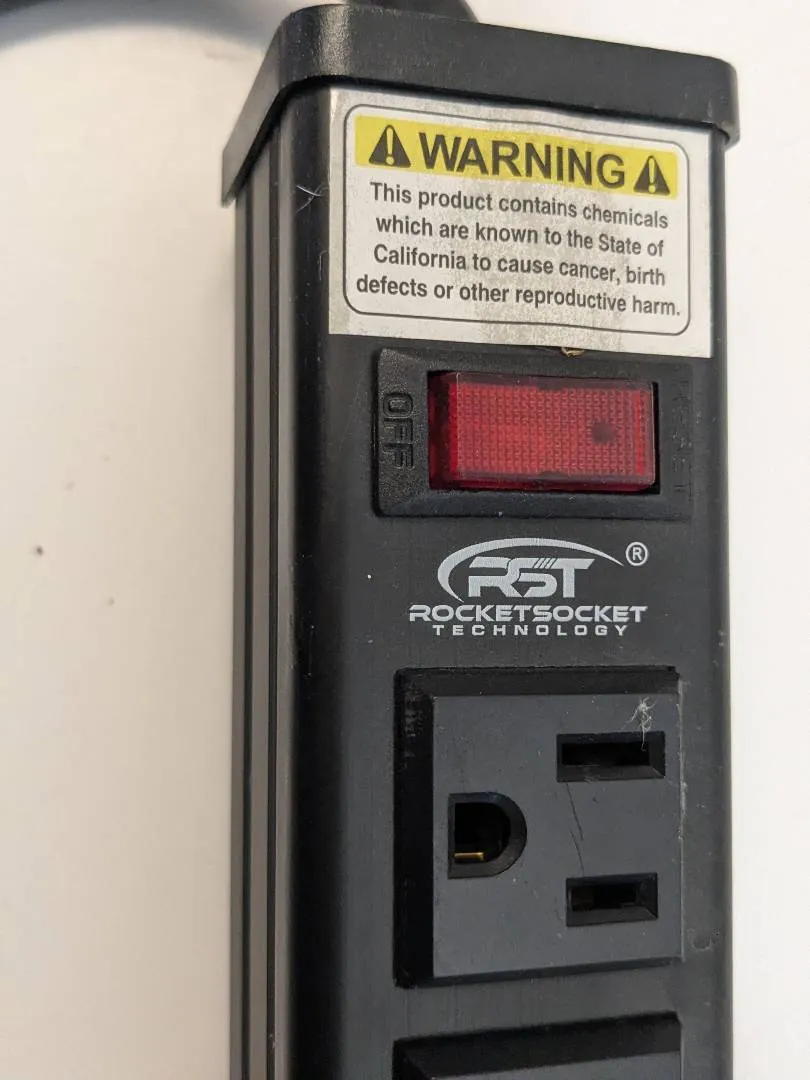 WARNING
This product contains chemicals
which are known to the State of
California to cause cancer, birth
defects or other reproductive harm.
OFF
RESET
RST ®
ROCKETSOCKET
TECHNOLOGY